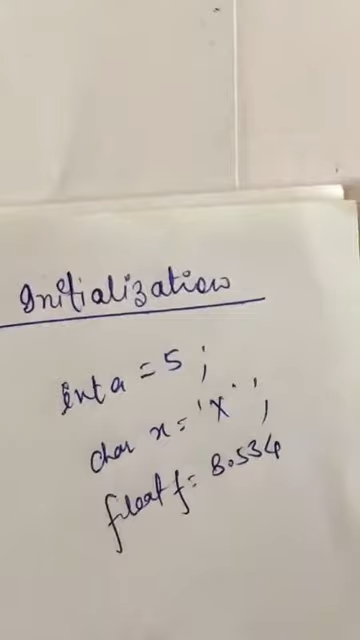 Initialization
int a = 5;
char x = 'X';
float f = 8.534